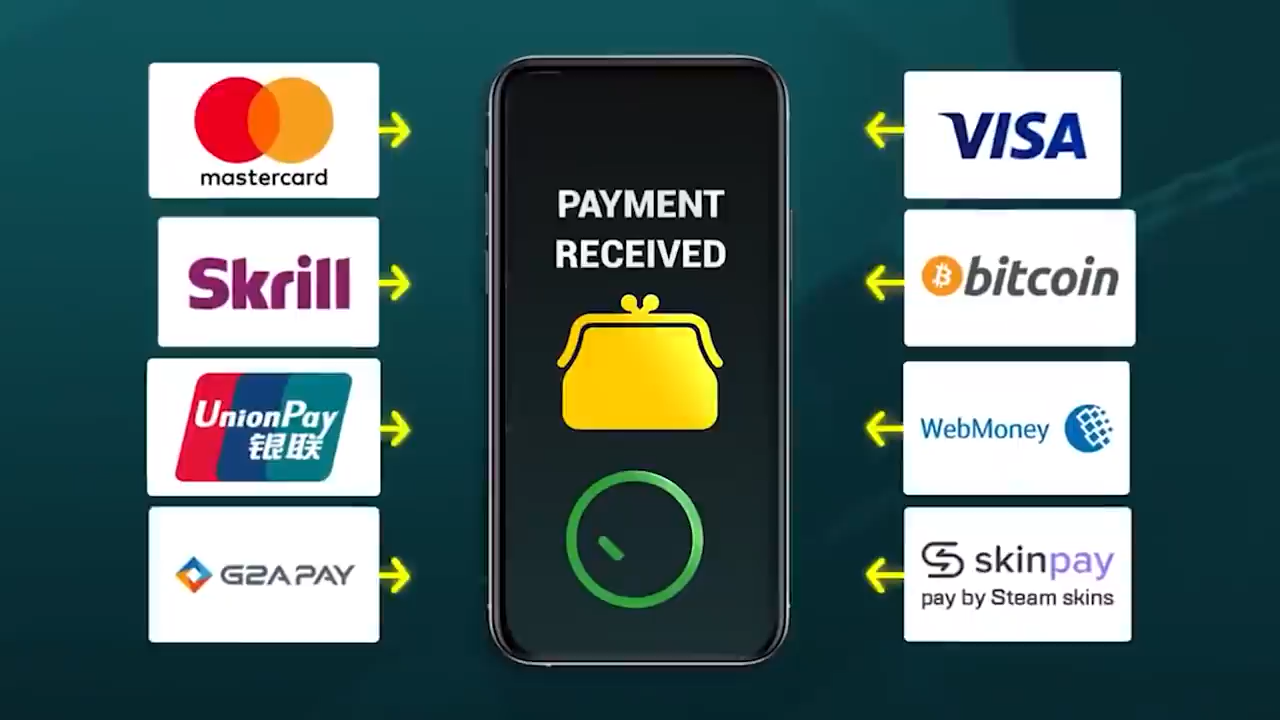 mastercard
Skrill
UnionPay
银联
G2A PAY
PAYMENT
RECEIVED
VISA
bitcoin
WebMoney
skinpay
pay by Steam skins